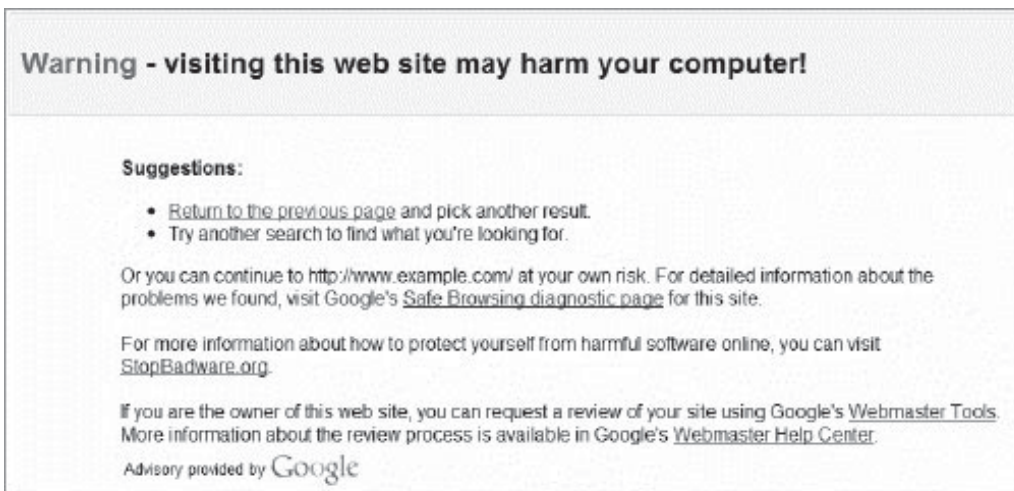 Warning - visiting this web site may harm your computer!
Suggestions:
• Return to the previous page and pick another result.
• Try another search to find what you're looking for.
Or you can continue to http://www.example.com/ at your own risk. For detailed information about the
problems we found, visit Google's Safe Browsing diagnostic page for this site.
For more information about how to protect yourself from harmful software online, you can visit
StopBadware.org.
If you are the owner of this web site, you can request a review of your site using Google's Webmaster Tools.
More information about the review process is available in Google's Webmaster Help Center.
Advisory provided by Google